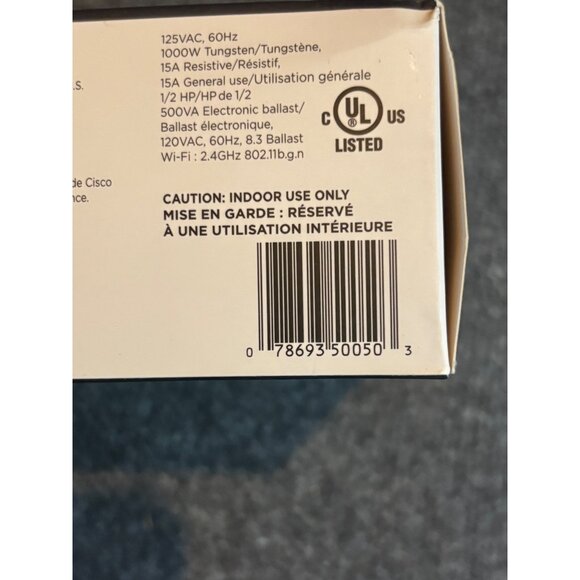 125VAC, 60Hz
1000W Tungsten/Tungstène,
15A Resistive/Résistif,
15A General use/Utilisation générale
1/2 HP/HP de 1/2
500VA Electronic ballast/
Ballast électronique,
120VAC, 60Hz, 8.3 Ballast
Wi-Fi : 2.4GHz 802.11b.g.n
.S.
C UL ® US
LISTED
de Cisco
nce.
CAUTION: INDOOR USE ONLY
MISE EN GARDE : RÉSERVÉ
À UNE UTILISATION INTÉRIEURE
0 78693 50050 3